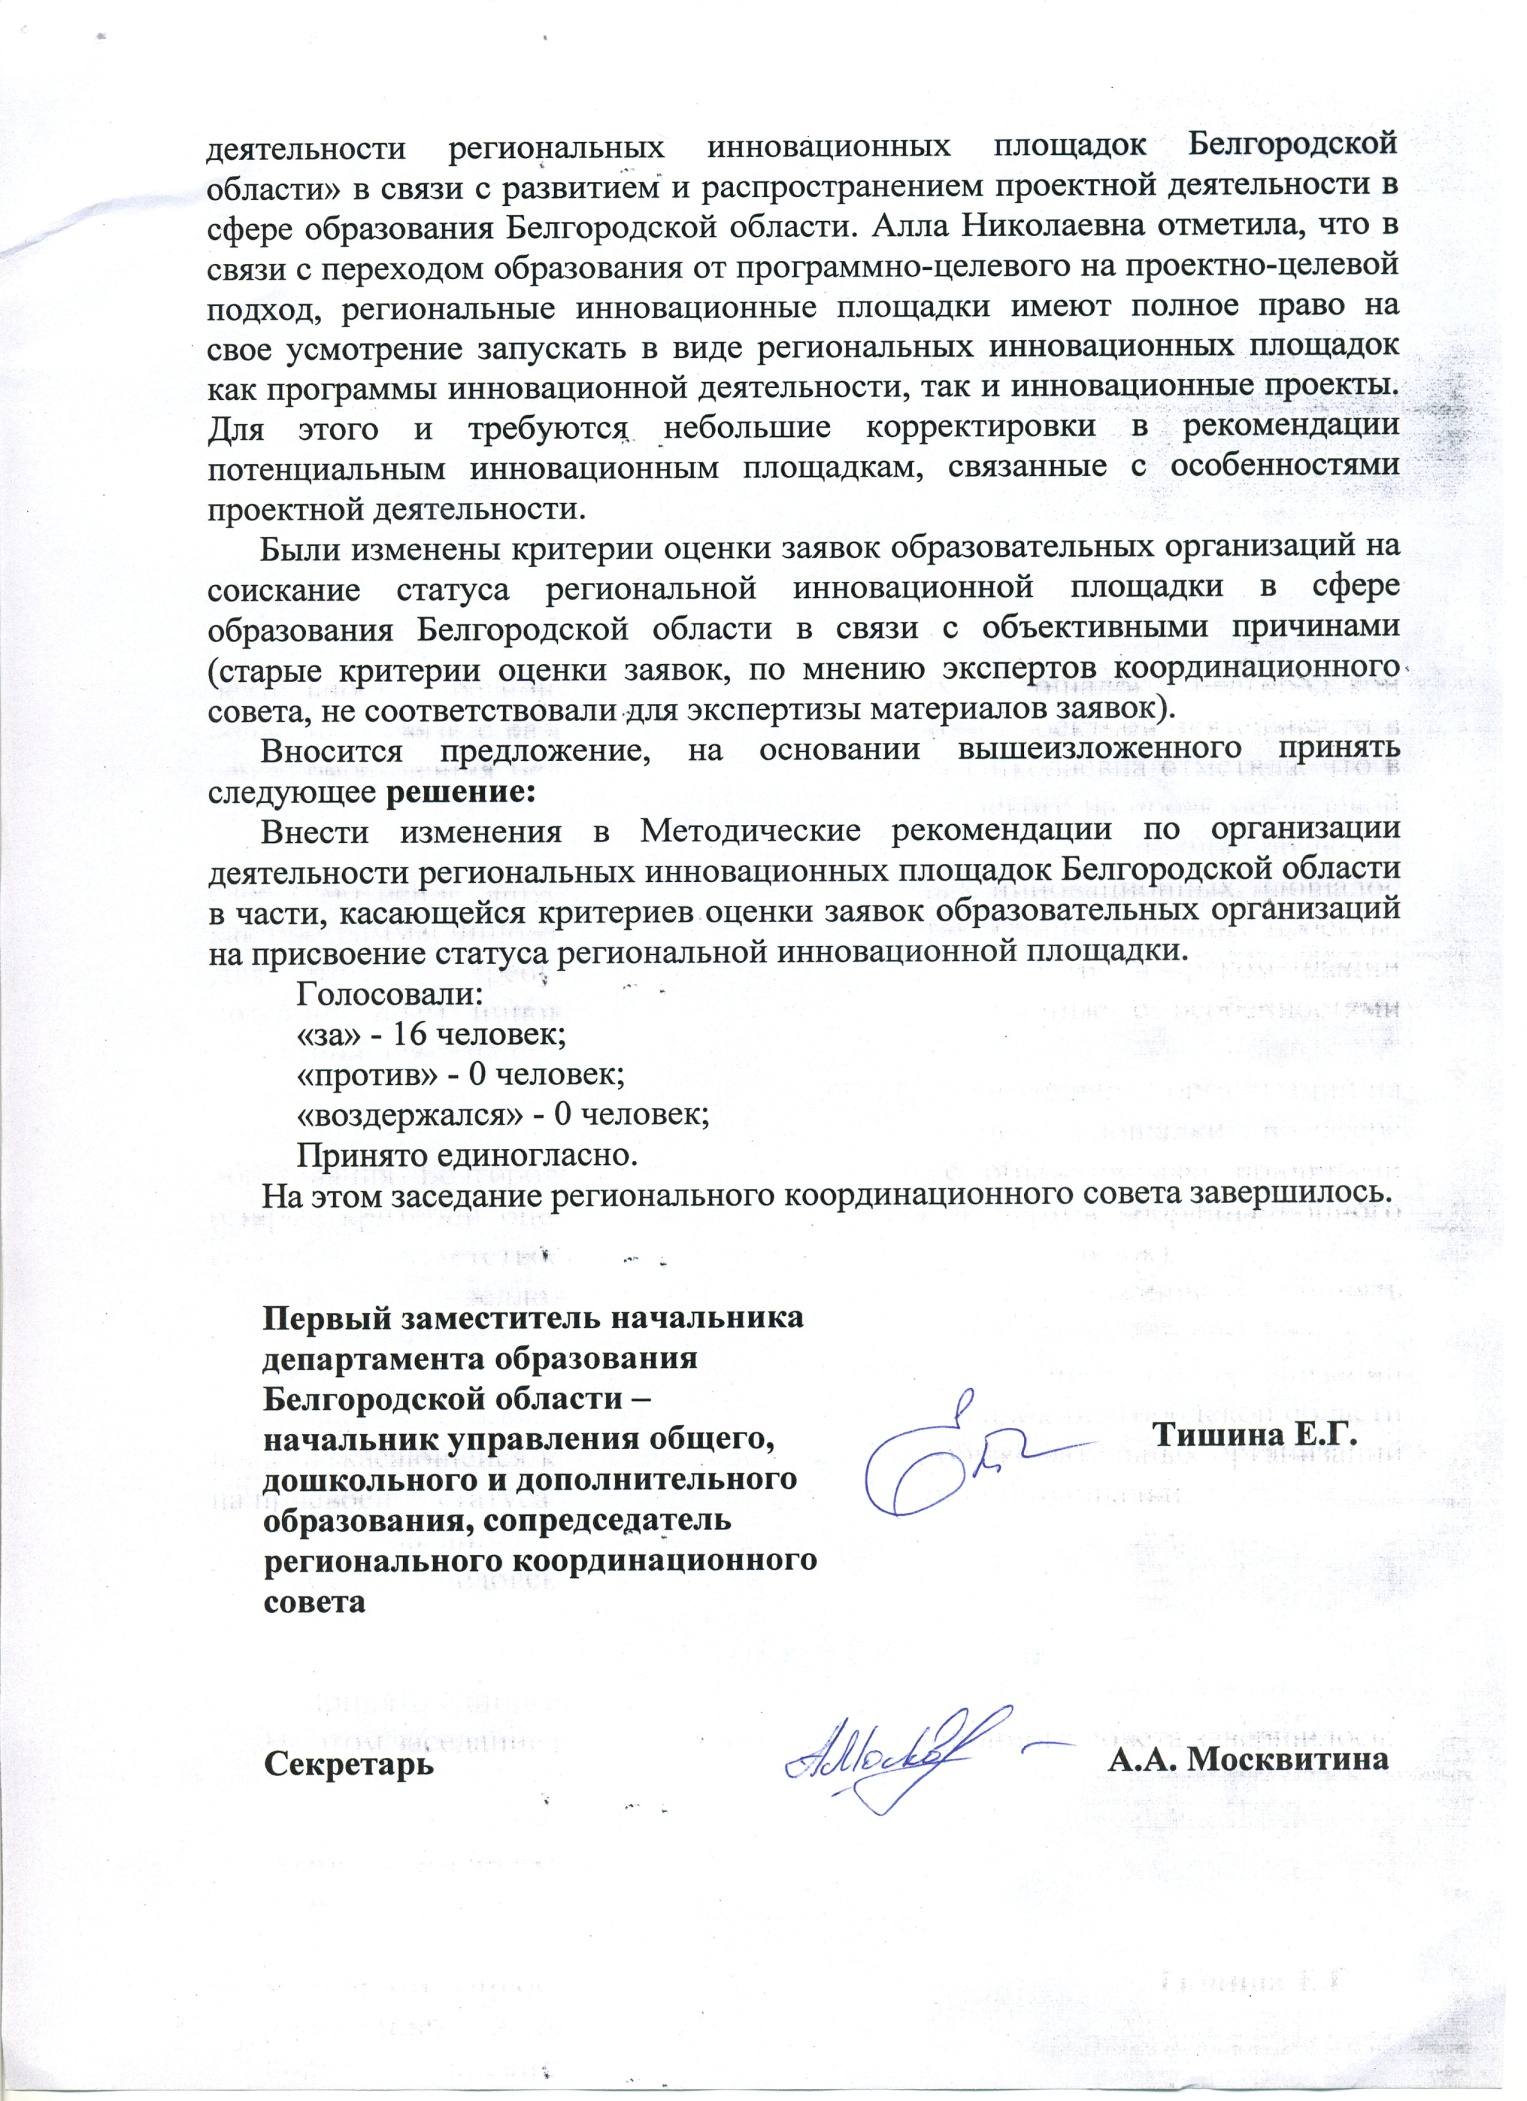 деятельности региональных инновационных площадок Белгородской
области» в связи с развитием и распространением проектной деятельности в
сфере образования Белгородской области. Алла Николаевна отметила, что в
связи с переходом образования от программно-целевого на проектно-целевой
подход, региональные инновационные площадки имеют полное право на
свое усмотрение запускать в виде региональных инновационных площадок
как программы инновационной деятельности, так и инновационные проекты.
Для этого и требуются небольшие корректировки в рекомендации
потенциальным инновационным площадкам, связанные с особенностями
проектной деятельности.
Были изменены критерии оценки заявок образовательных организаций на
соискание статуса региональной инновационной площадки в сфере
образования Белгородской области в связи с объективными причинами
(старые критерии оценки заявок, по мнению экспертов координационного
совета, не соответствовали для экспертизы материалов заявок).
Вносится предложение, на основании вышеизложенного принять
следующее решение:
Внести изменения в Методические рекомендации по организации
деятельности региональных инновационных площадок Белгородской области
в части, касающейся критериев оценки заявок образовательных организаций
на присвоение статуса региональной инновационной площадки.
Голосовали:
«за» - 16 человек;
«против» - 0 человек;
«воздержался» - 0 человек;
Принято единогласно.
На этом заседание регионального координационного совета завершилось.
Первый заместитель начальника
департамента образования
Белгородской области –
начальник управления общего,
дошкольного и дополнительного
образования, сопредседатель
регионального координационного
совета
Тишина Е.Г.
Секретарь
А.А. Москвитина